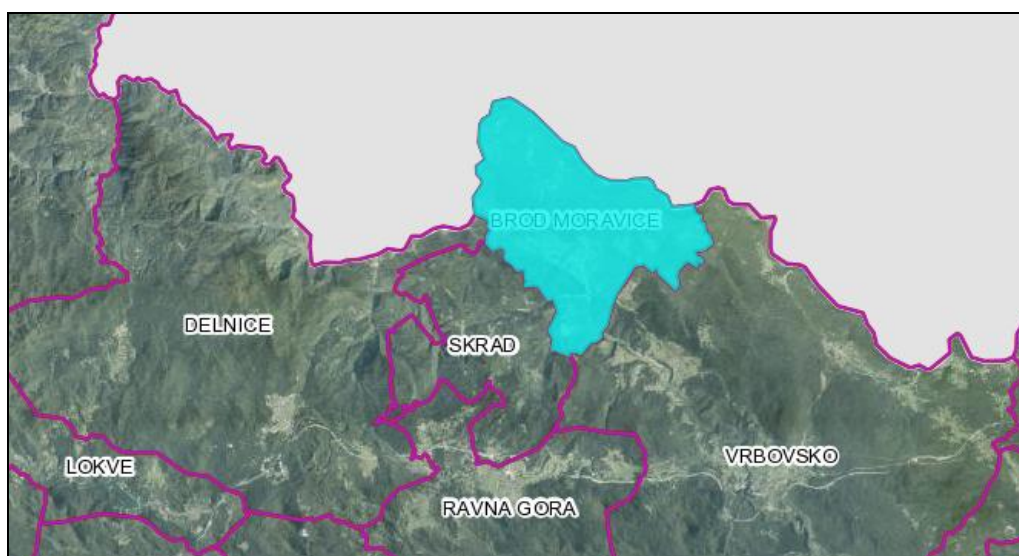 BROD MORAVICE
DELNICE
SKRAD
LOKVE
VRBOVSKO
RAVNA GORA